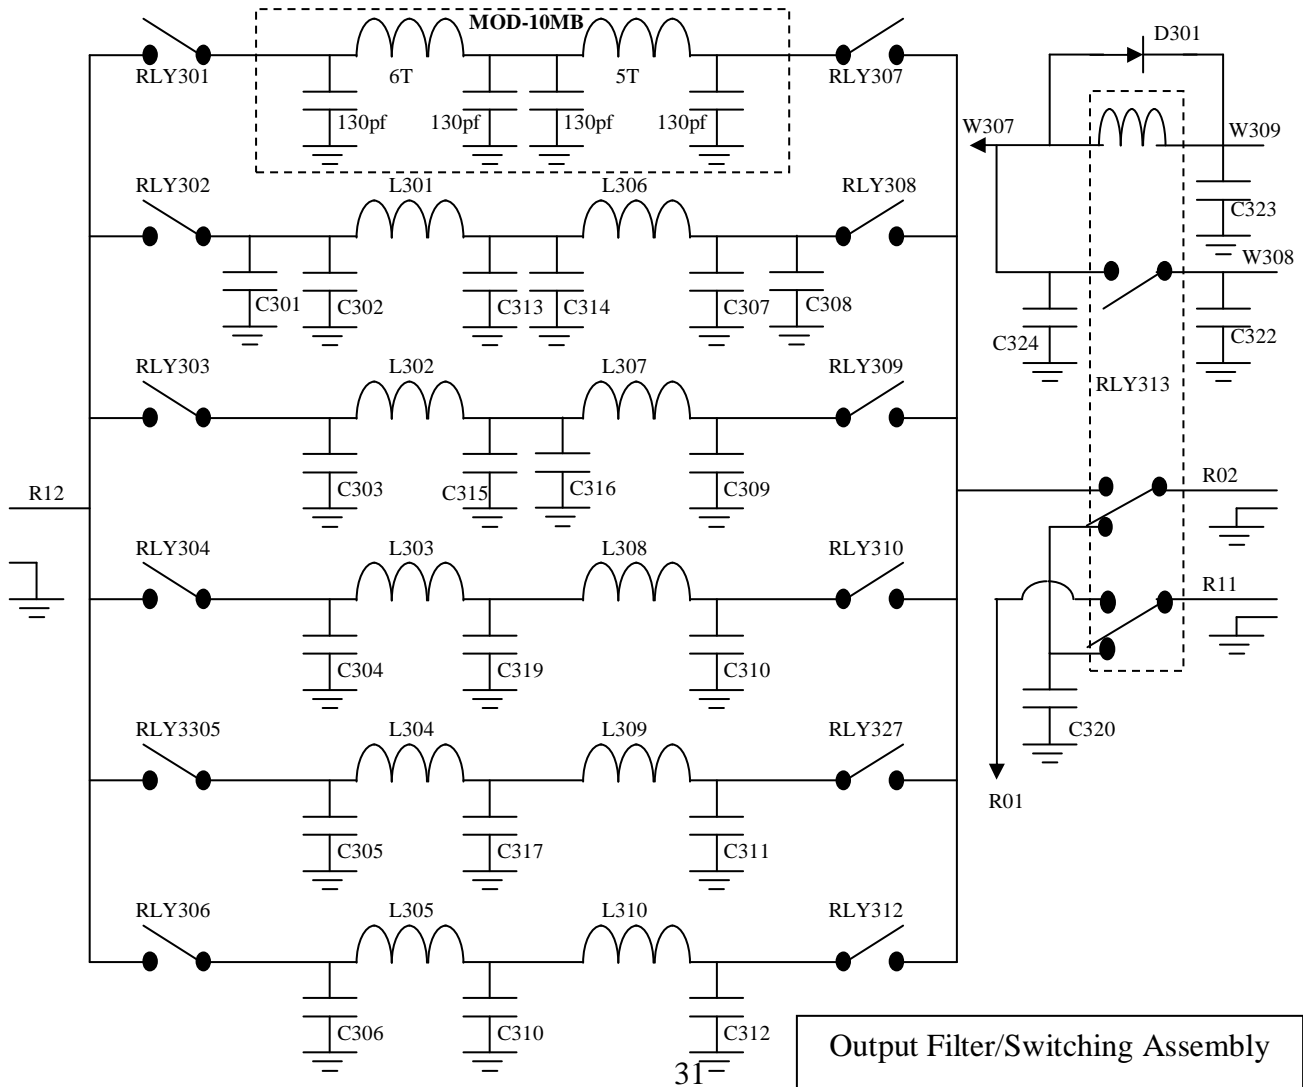 MOD-10MB
D301
RLY301
6T
5T
RLY307
130pf
130pf
130pf
130pf
W307
W309
RLY302
L301
L306
RLY308
C323
W308
C301
C302
C313
C314
C307
C308
C324
C322
RLY303
L302
L307
RLY309
RLY313
R12
C303
C315
C316
C309
R02
RLY304
L303
L308
RLY310
R11
C304
C319
C310
RLY3305
L304
L309
RLY327
C320
R01
C305
C317
C311
RLY306
L305
L310
RLY312
C306
C310
C312
Output Filter/Switching Assembly
31